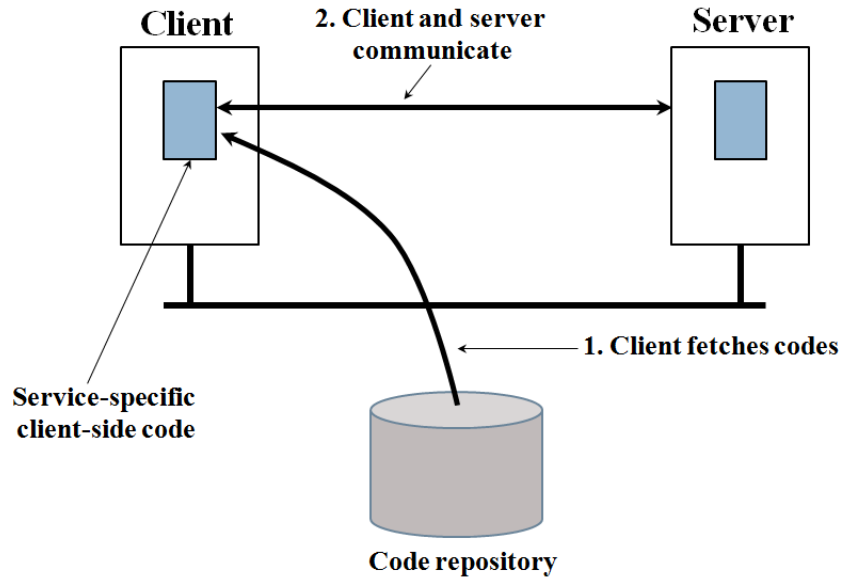 Client
2. Client and server
communicate
Server
1. Client fetches codes
Service-specific
client-side code
Code repository